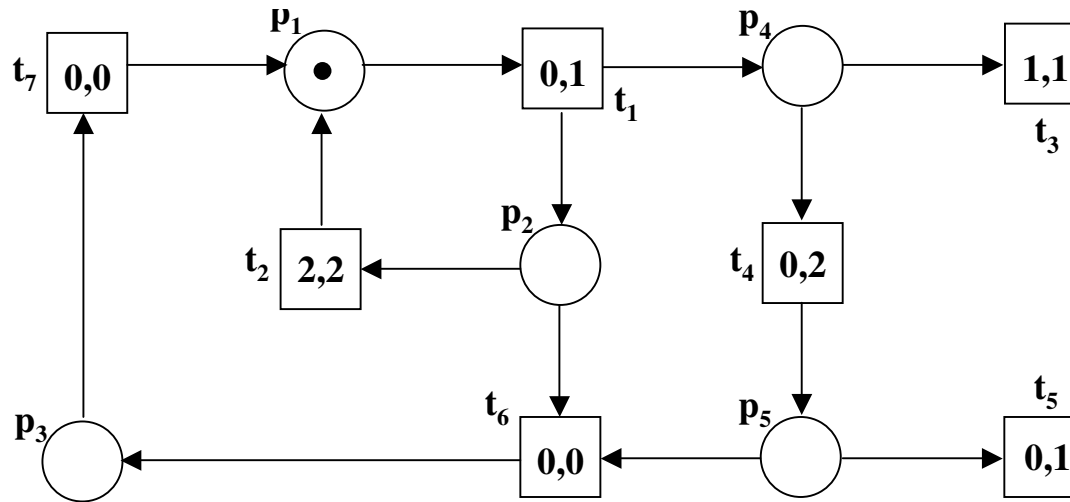 p₁
p₄
t₇
0,0
0,1
1,1
t₁
t₃
p₂
t₂
2,2
t₄
0,2
t₆
t₅
p₃
p₅
0,0
0,1